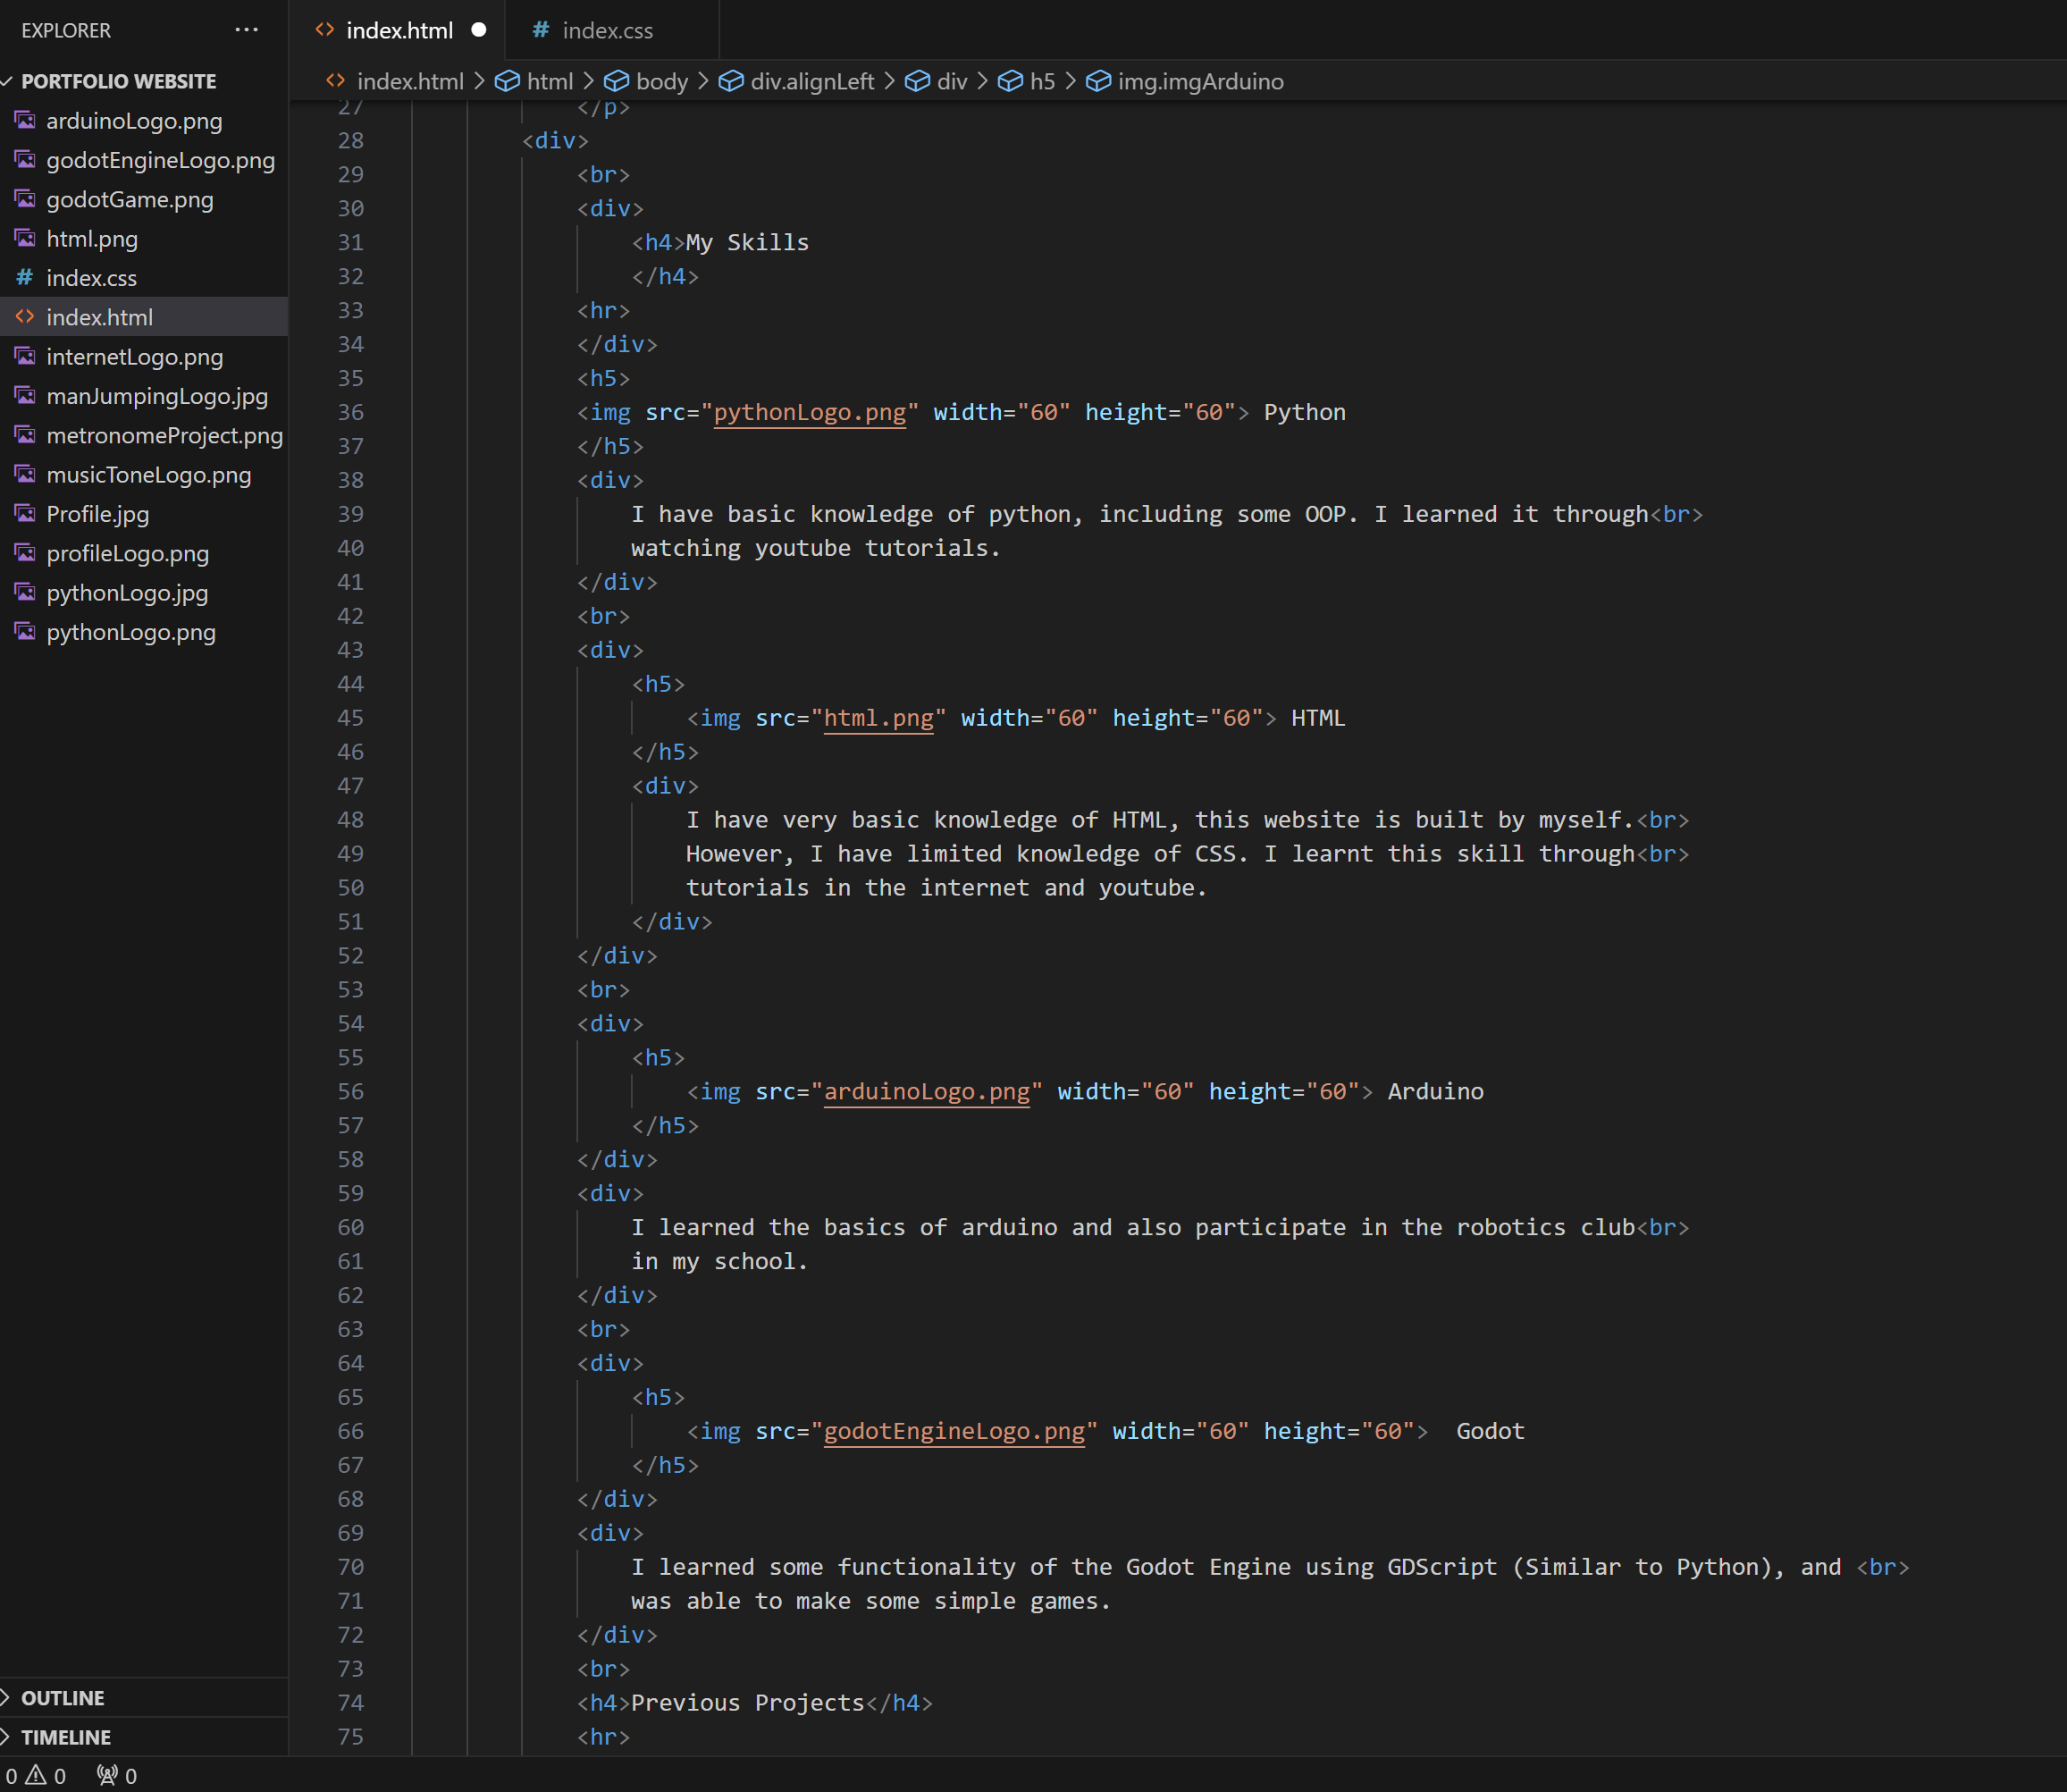 EXPLORER ...
PORTFOLIO WEBSITE
arduinoLogo.png
godotEngineLogo.png
godotGame.png
html.png
# index.css
<> index.html
internetLogo.png
manJumpingLogo.jpg
metronomeProject.png
musicToneLogo.png
Profile.jpg
profileLogo.png
pythonLogo.jpg
pythonLogo.png
OUTLINE
TIMELINE
<> index.html ●
# index.css
<> index.html > html > body > div.alignLeft > div > h5 > img.imgArduino
27 </p>
28 <div>
29 <br>
30 <div>
31 <h4>My Skills
32 </h4>
33 <hr>
34 </div>
35 <h5>
36 <img src="pythonLogo.png" width="60" height="60"> Python
37 </h5>
38 <div>
39 I have basic knowledge of python, including some OOP. I learned it through<br>
40 watching youtube tutorials.
41 </div>
42 <br>
43 <div>
44 <h5>
45 <img src="html.png" width="60" height="60"> HTML
46 </h5>
47 <div>
48 I have very basic knowledge of HTML, this website is built by myself.<br>
49 However, I have limited knowledge of CSS. I learnt this skill through<br>
50 tutorials in the internet and youtube.
51 </div>
52 </div>
53 <br>
54 <div>
55 <h5>
56 <img src="arduinoLogo.png" width="60" height="60"> Arduino
57 </h5>
58 </div>
59 <div>
60 I learned the basics of arduino and also participate in the robotics club<br>
61 in my school.
62 </div>
63 <br>
64 <div>
65 <h5>
66 <img src="godotEngineLogo.png" width="60" height="60">  Godot
67 </h5>
68 </div>
69 <div>
70 I learned some functionality of the Godot Engine using GDScript (Similar to Python), and <br>
71 was able to make some simple games.
72 </div>
73 <br>
74 <h4>Previous Projects</h4>
75 <hr>
0 0 0